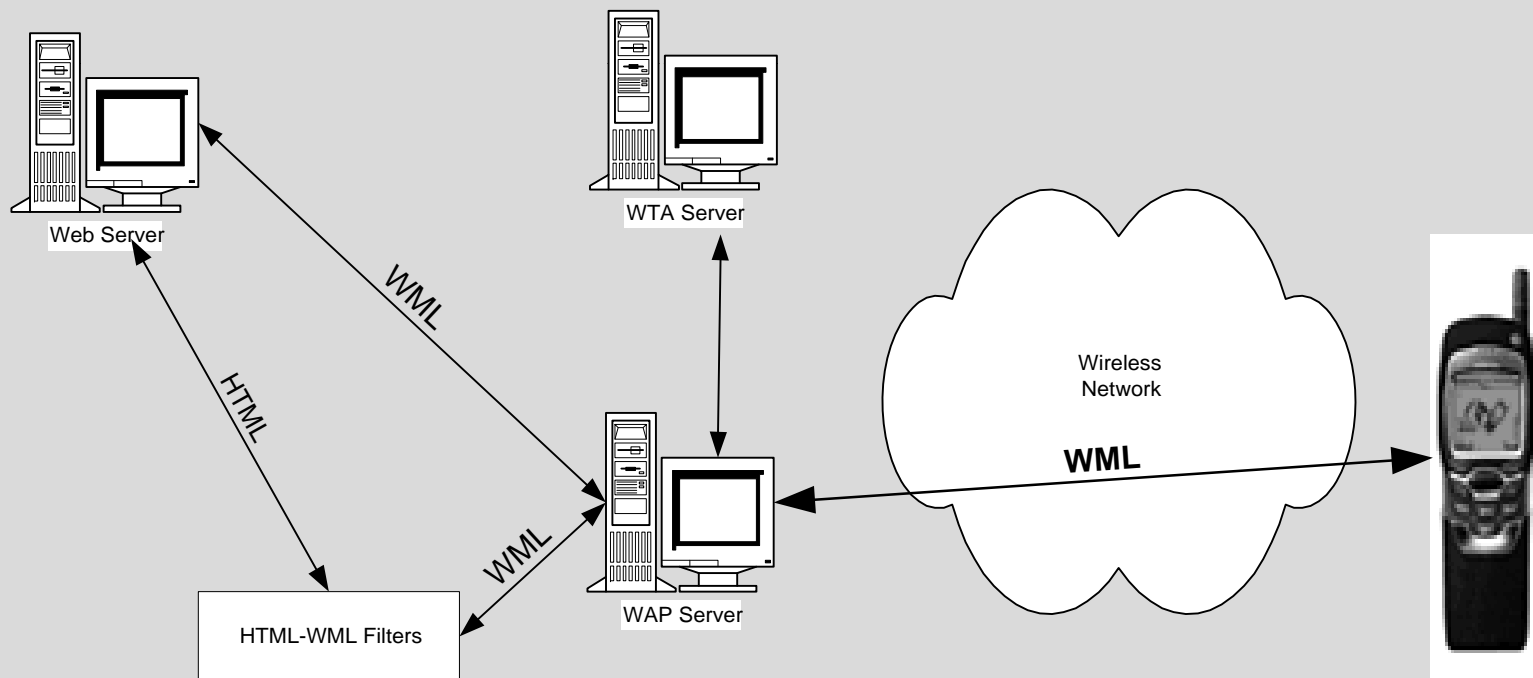 Web Server
WTA Server
WML
HTML
Wireless
Network
WML
WML
WAP Server
HTML-WML Filters